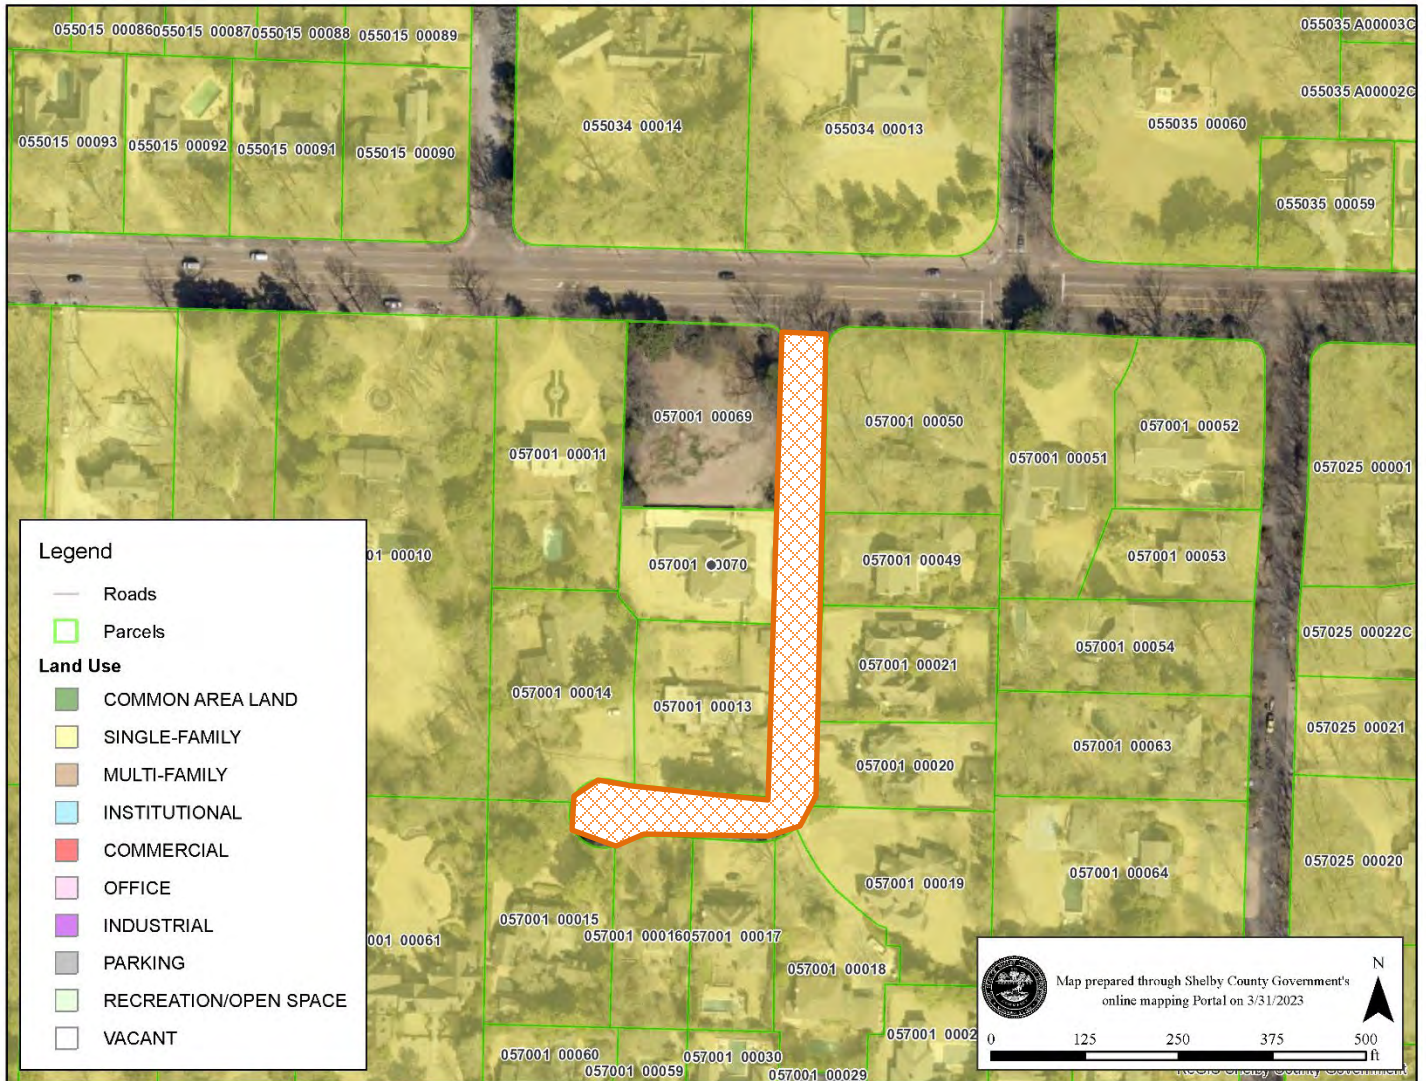 055015 00086 055015 00087 055015 00088 055015 00089
055035 A00003C
055035 A00002C
055015 00093 055015 00092 055015 00091 055015 00090
055034 00014 055034 00013 055035 00060
055035 00059
057001 00069 057001 00050 057001 00052
057001 00011 057001 00051 057025 00001
01 00010 057001 0070 057001 00049 057001 00053
057001 00014 057001 00013 057001 00021 057001 00054 057025 00022C
057001 00020 057001 00063 057025 00021
057001 00019 057001 00064 057025 00020
001 00061 057001 00015 057001 00016 057001 00017
057001 00018
057001 0002
057001 00060 057001 00030
057001 00059 057001 00029
Legend
Roads
Parcels
Land Use
COMMON AREA LAND
SINGLE-FAMILY
MULTI-FAMILY
INSTITUTIONAL
COMMERCIAL
OFFICE
INDUSTRIAL
PARKING
RECREATION/OPEN SPACE
VACANT
Map prepared through Shelby County Government's
online mapping Portal on 3/31/2023
N
0 125 250 375 500
ft